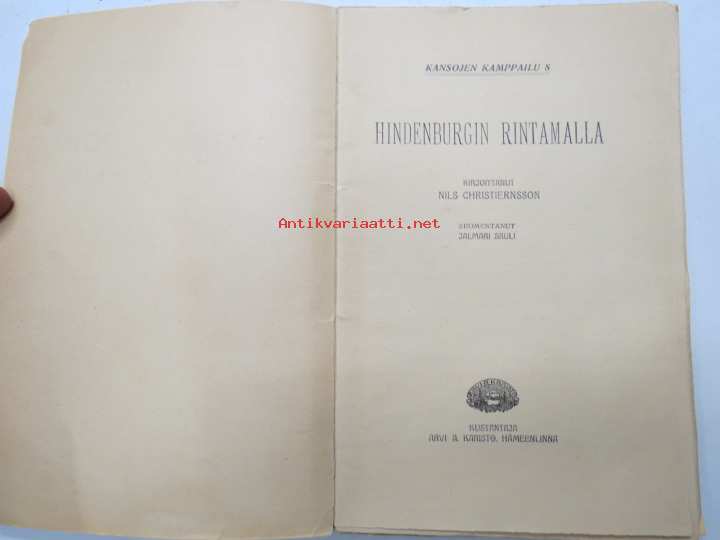 KANSOJEN KAMPPAILU 8
HINDENBURGIN RINTAMALLA
KIRJOITTANUT
NILS CHRISTIERNSSON
Antikvariaatti.net
SUOMENTANUT
JALMARI SAULI
KUSTANTAJA
ARVI A. KARISTO, HÄMEENLINNA